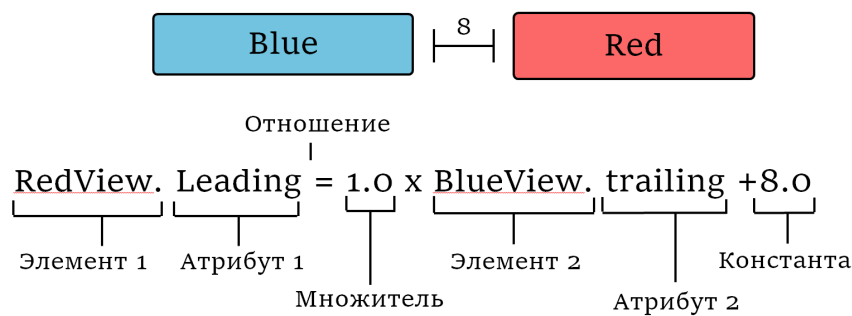 Blue
8
Red
Отношение
RedView. Leading = 1.0 x BlueView. trailing +8.0
Элемент 1
Атрибут 1
Элемент 2
Константа
Множитель
Атрибут 2